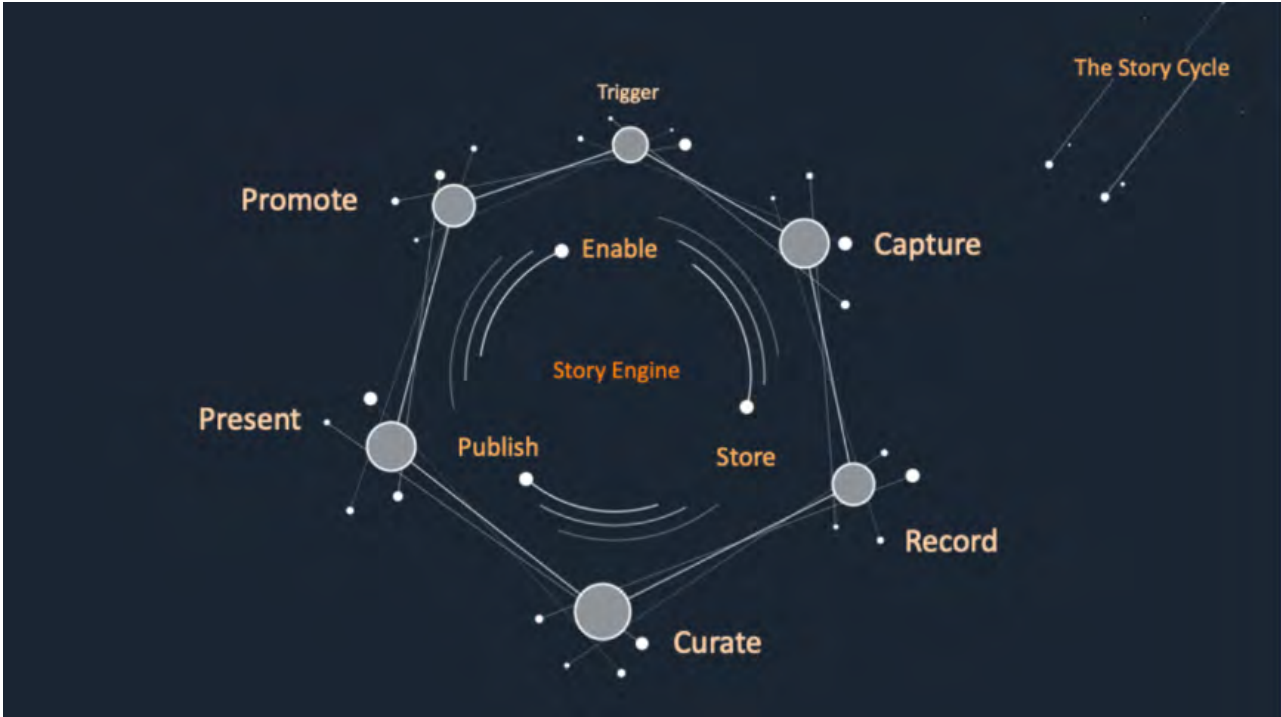 The Story Cycle
Trigger
Promote
Capture
Enable
Story Engine
Present
Publish
Store
Record
Curate